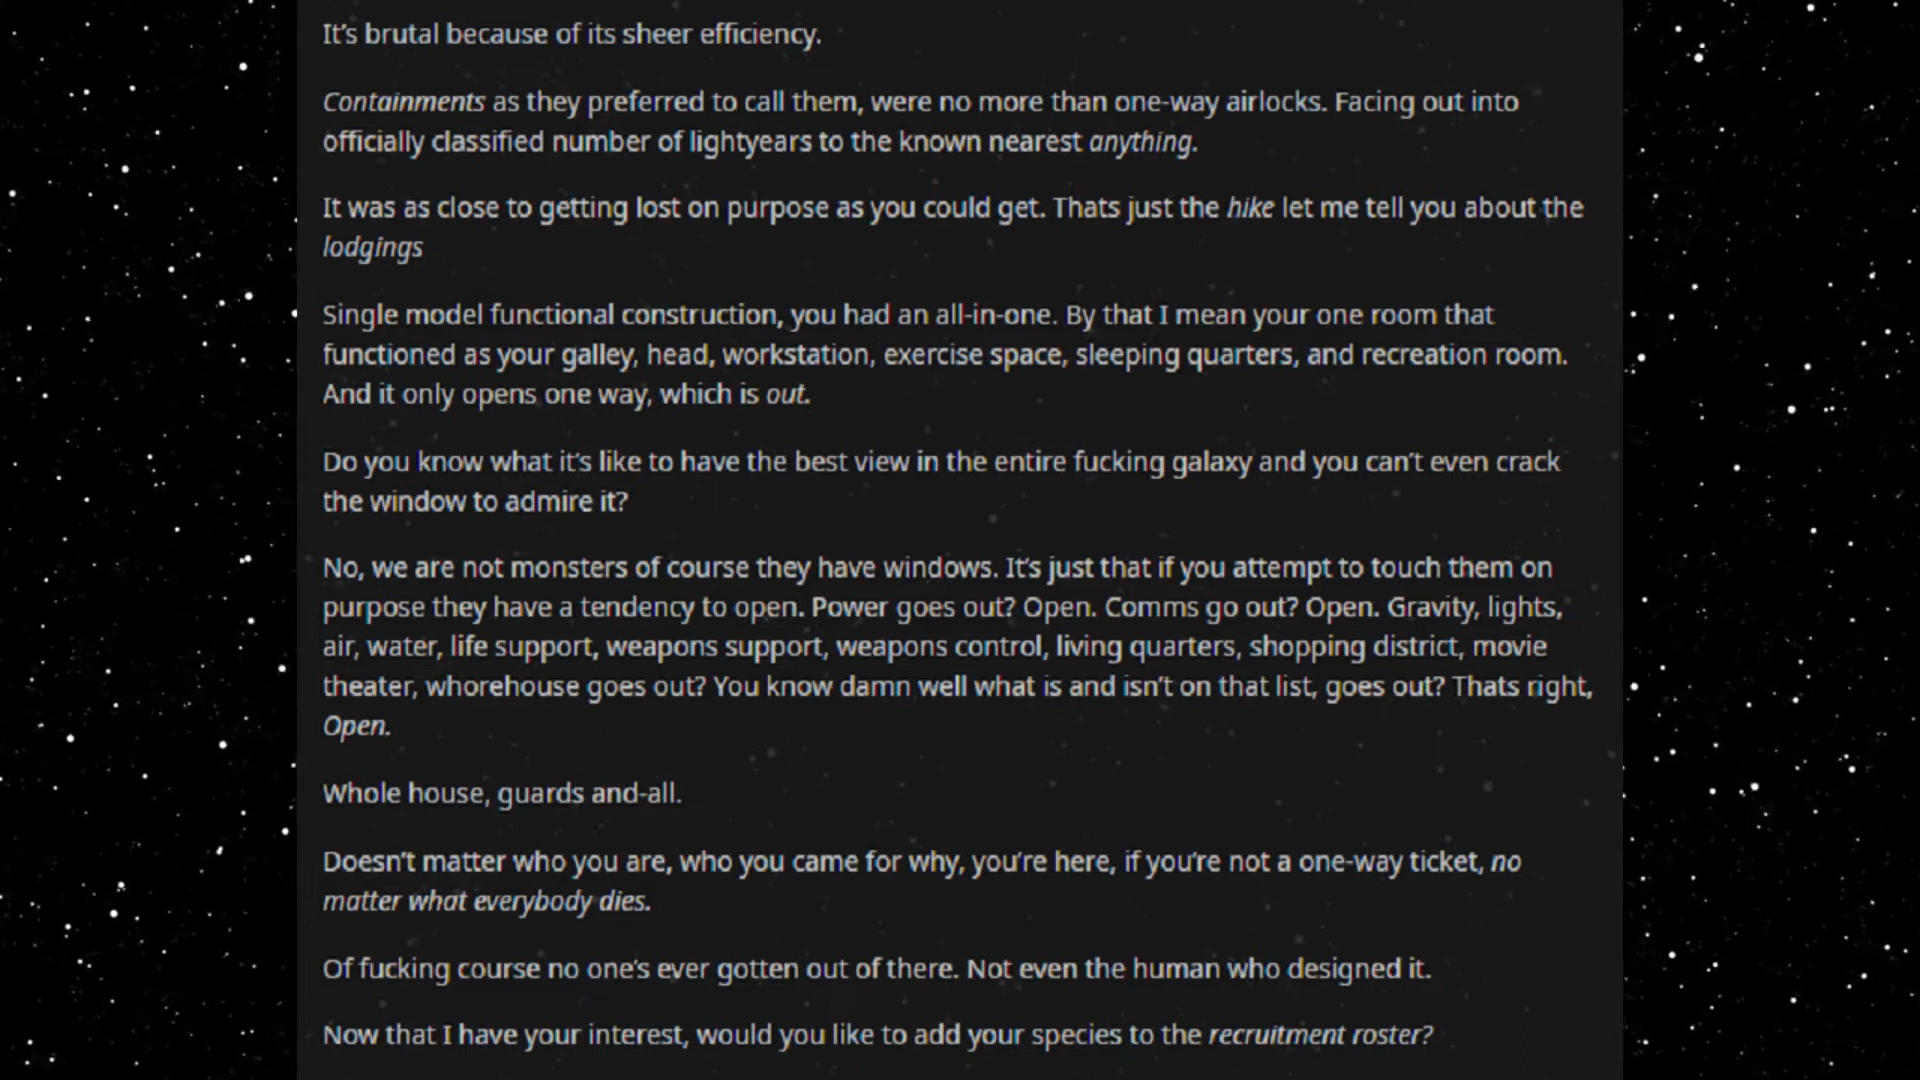 It's brutal because of its sheer efficiency.
Containments as they preferred to call them, were no more than one-way airlocks. Facing out into
officially classified number of lightyears to the known nearest anything.
It was as close to getting lost on purpose as you could get. Thats just the hike let me tell you about the
lodgings
Single model functional construction, you had an all-in-one. By that I mean your one room that
functioned as your galley, head, workstation, exercise space, sleeping quarters, and recreation room.
And it only opens one way, which is out.
Do you know what it's like to have the best view in the entire fucking galaxy and you can't even crack
the window to admire it?
No, we are not monsters of course they have windows. It's just that if you attempt to touch them on
purpose they have a tendency to open. Power goes out? Open. Comms go out? Open. Gravity, lights,
air, water, life support, weapons support, weapons control, living quarters, shopping district, movie
theater, whorehouse goes out? You know damn well what is and isn't on that list, goes out? Thats right,
Open.
Whole house, guards and-all.
Doesn't matter who you are, who you came for why, you're here, if you're not a one-way ticket, no
matter what everybody dies.
Of fucking course no one's ever gotten out of there. Not even the human who designed it.
Now that I have your interest, would you like to add your species to the recruitment roster?